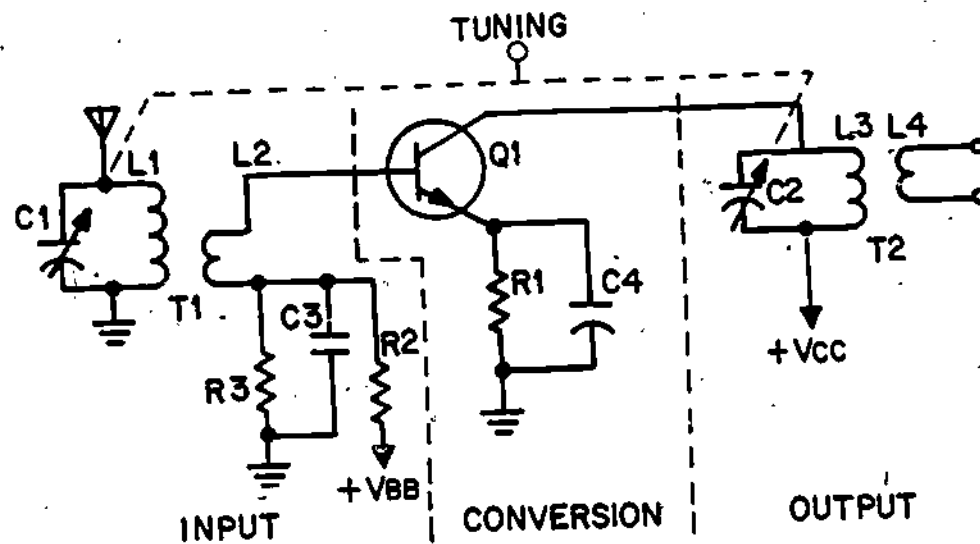 TUNING
L1
L2
Q1
L3 L4
C1
C2
T1
C3
R2
R1
C4
T2
R3
+VCC
+VBB
INPUT
CONVERSION
OUTPUT